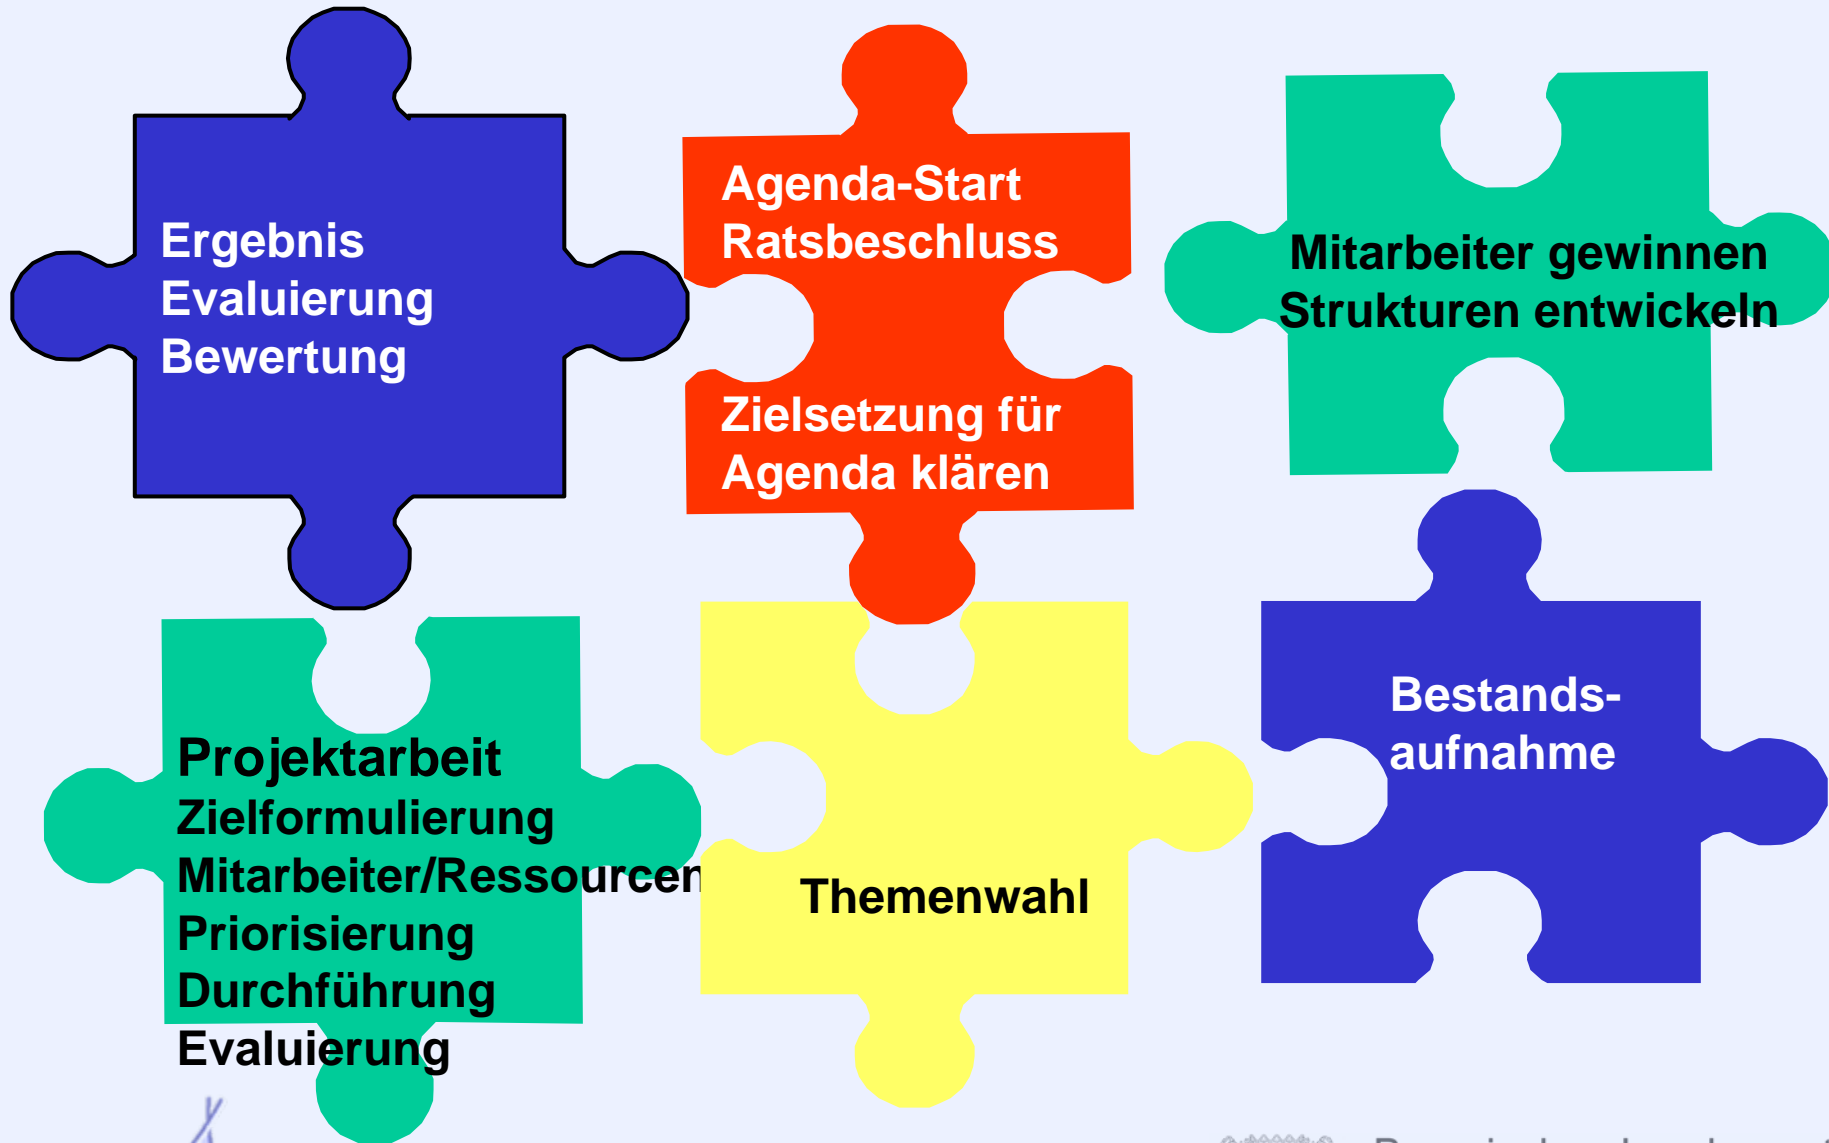 Ergebnis
Evaluierung
Bewertung
Agenda-Start
Ratsbeschluss
Zielsetzung für
Agenda klären
Mitarbeiter gewinnen
Strukturen entwickeln
Projektarbeit
Zielformulierung
Mitarbeiter/Ressourcen
Priorisierung
Durchführung
Evaluierung
Themenwahl
Bestands-
aufnahme